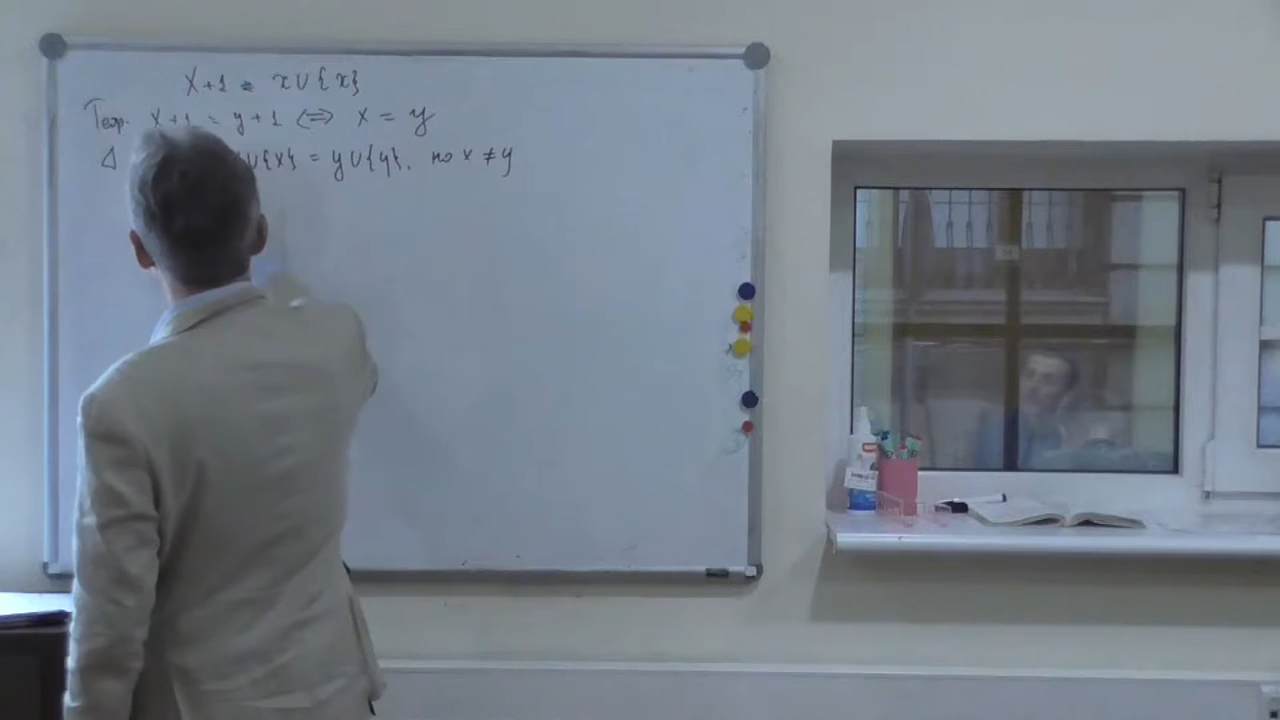 x+1 = x∪{x}
Теор. x+1 = y+1 ⟺ x = y
Δ ∪{x} = y∪{y}, но x ≠ y